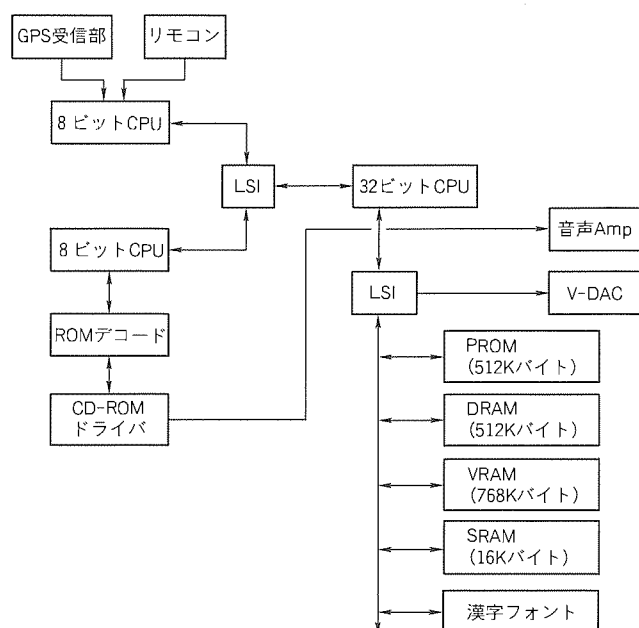 GPS受信部
リモコン
8ビットCPU
LSI
32ビットCPU
8ビットCPU
音声Amp
LSI
V-DAC
ROMデコード
PROM
(512Kバイト)
CD-ROM
ドライバ
DRAM
(512Kバイト)
VRAM
(768Kバイト)
SRAM
(16Kバイト)
漢字フォント